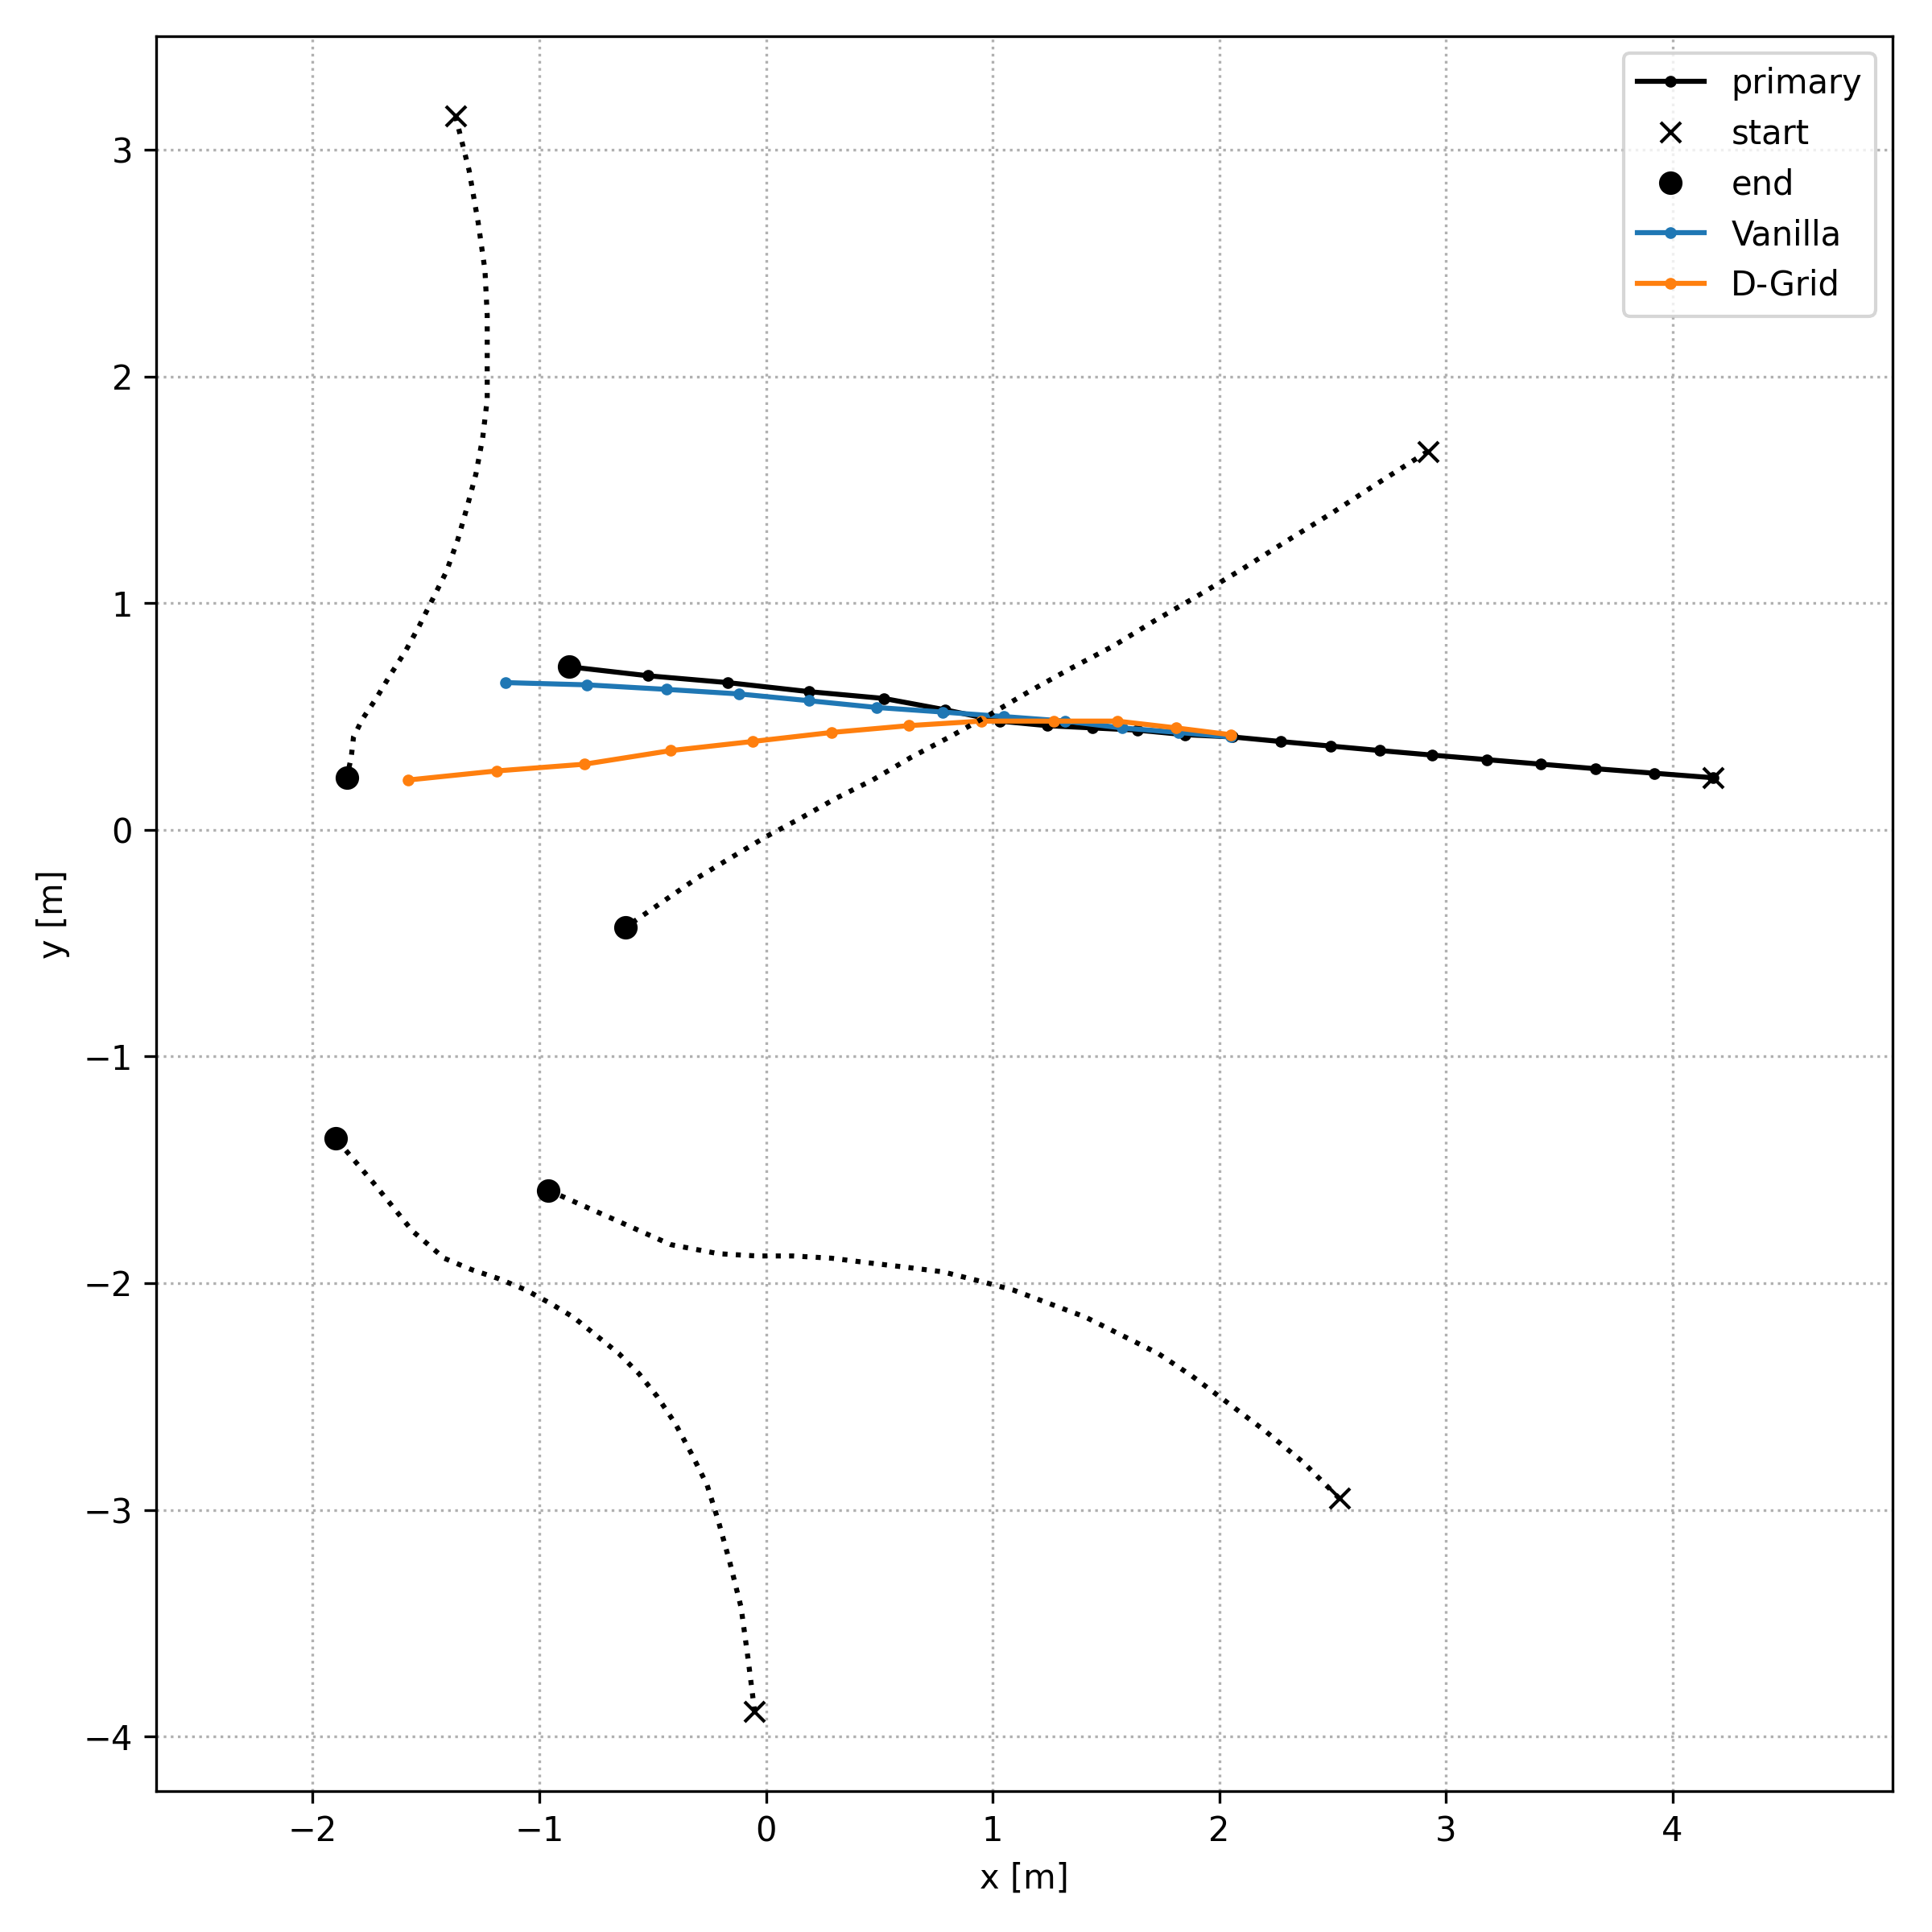 primary
start
end
Vanilla
D-Grid
3
2
1
0
−1
−2
−3
−4
y [m]
−2 −1 0 1 2 3 4
x [m]